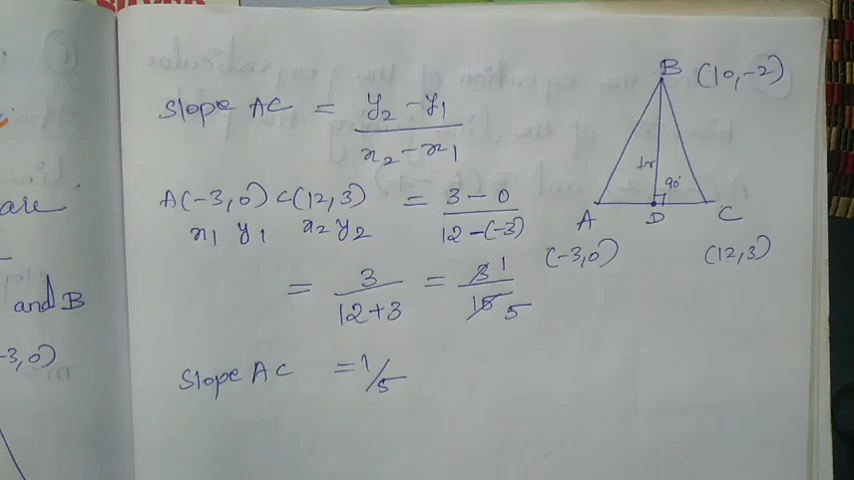 Slope AC = y₂ - y₁ / x₂ - x₁
A(-3,0) C(12,3) = 3 - 0 / 12 - (-3)
x₁ y₁ x₂ y₂
= 3 / 12+3 = 3 1 / 15 5
Slope AC = 1/5
B (10,-2)
90°
A D C
(-3,0) (12,3)
are
and B
-3,0)